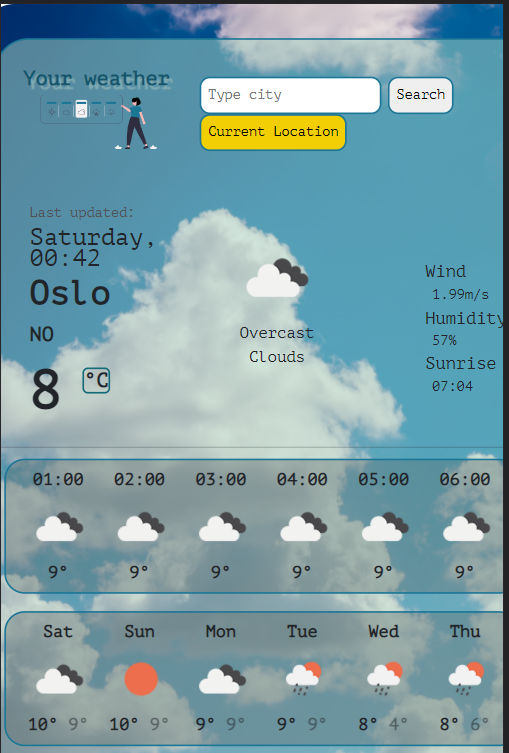 Your weather
Type city
Search
Current Location
Last updated:
Saturday,
00:42
Oslo
NO
8 °C
Overcast
Clouds
Wind
1.99m/s
Humidity
57%
Sunrise
07:04
01:00 02:00 03:00 04:00 05:00 06:00
9° 9° 9° 9° 9° 9°
Sat Sun Mon Tue Wed Thu
10° 9° 10° 9° 9° 9° 9° 9° 8° 4° 8° 6°